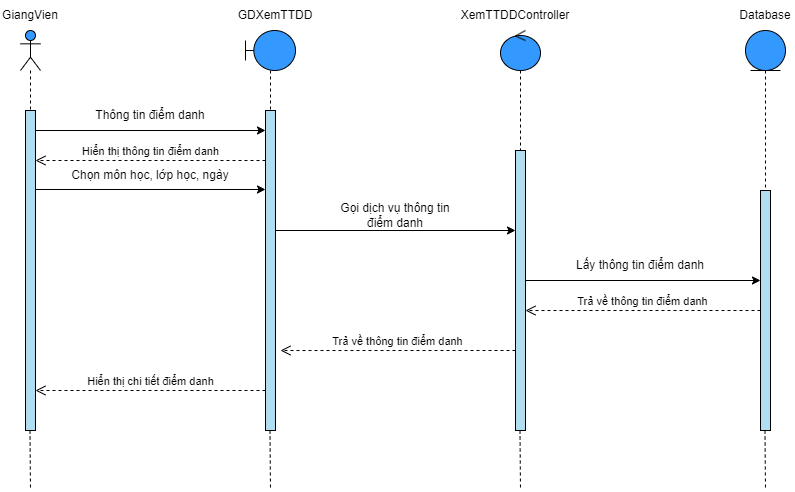 GiangVien
GDXemTTDD
XemTTDDController
Database
Thông tin điểm danh
Hiển thị thông tin điểm danh
Chọn môn học, lớp học, ngày
Gọi dịch vụ thông tin
điểm danh
Lấy thông tin điểm danh
Trả về thông tin điểm danh
Trả về thông tin điểm danh
Hiển thị chi tiết điểm danh